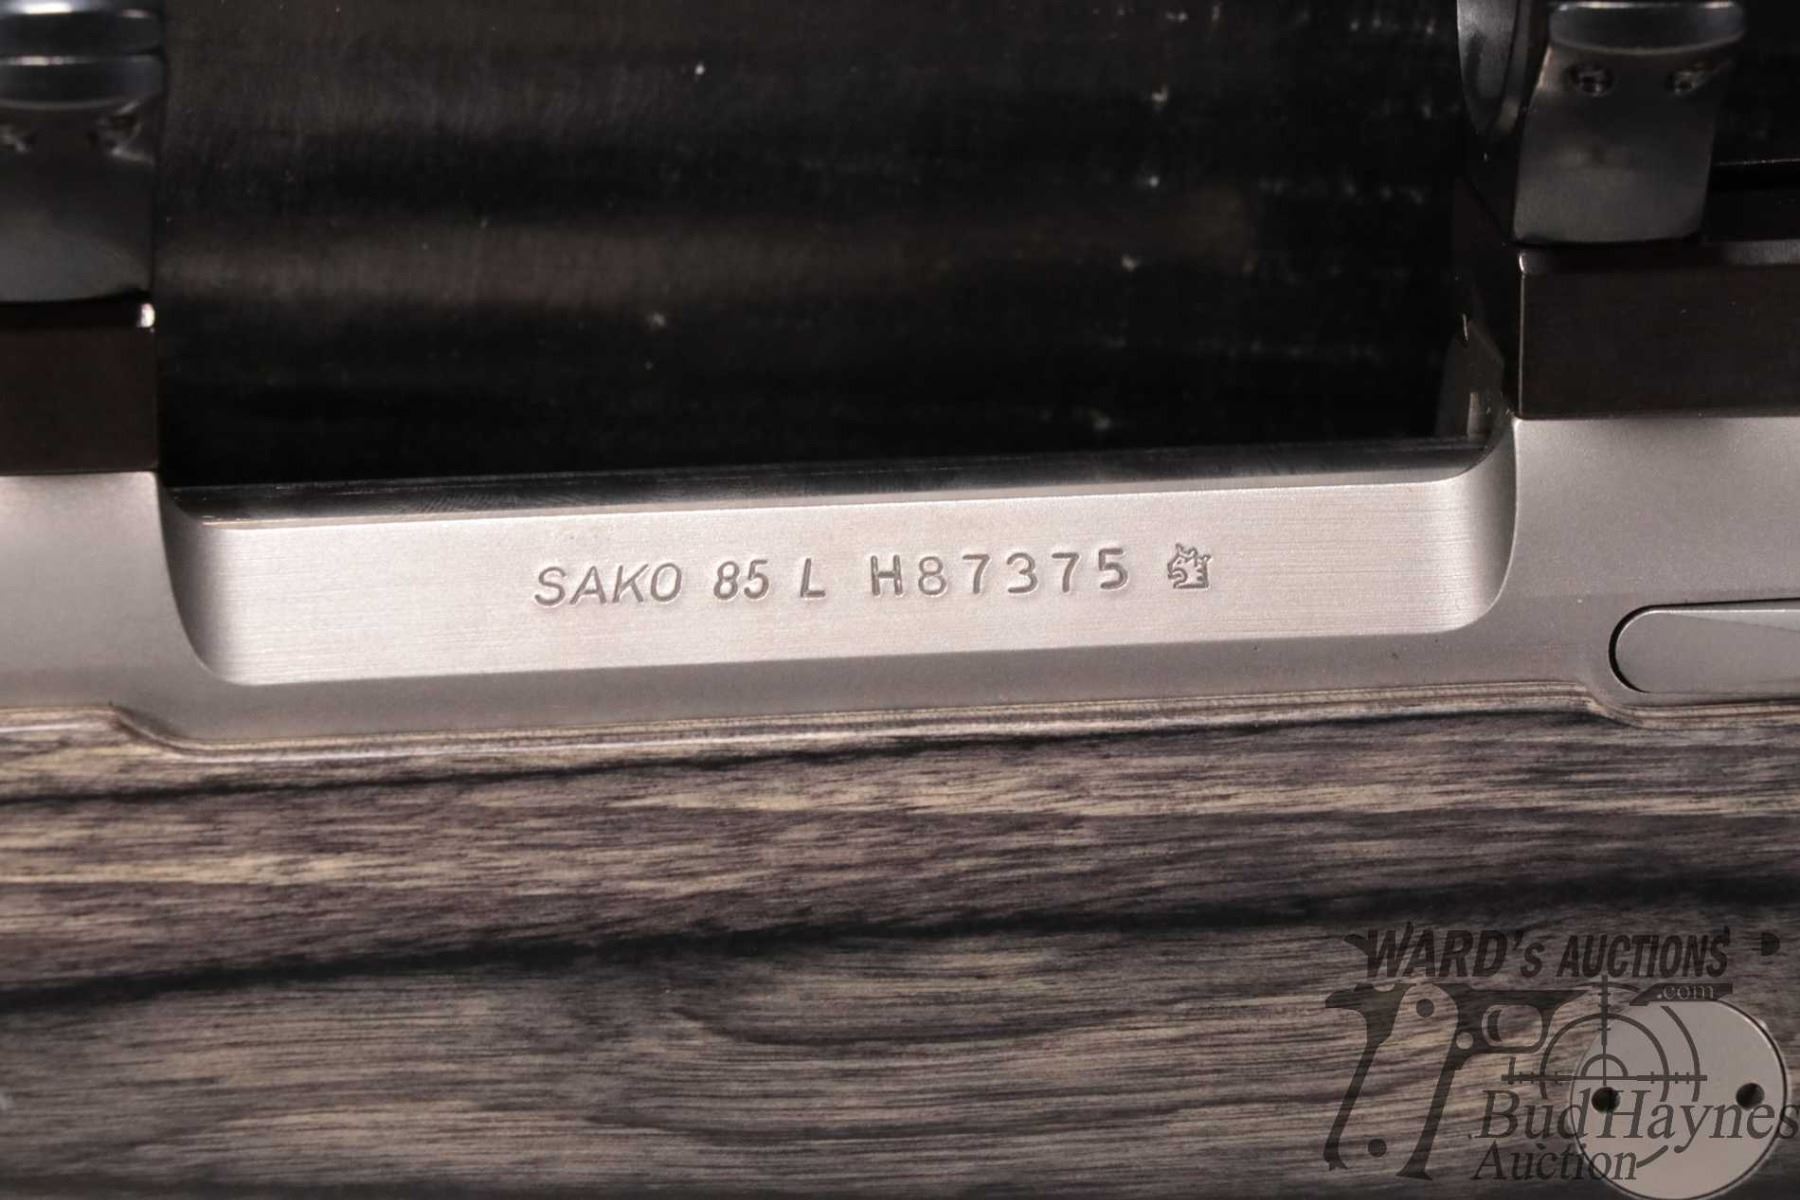 SAKO 85 L H87375
WARD's AUCTIONS
.com
Bud Haynes
Auction